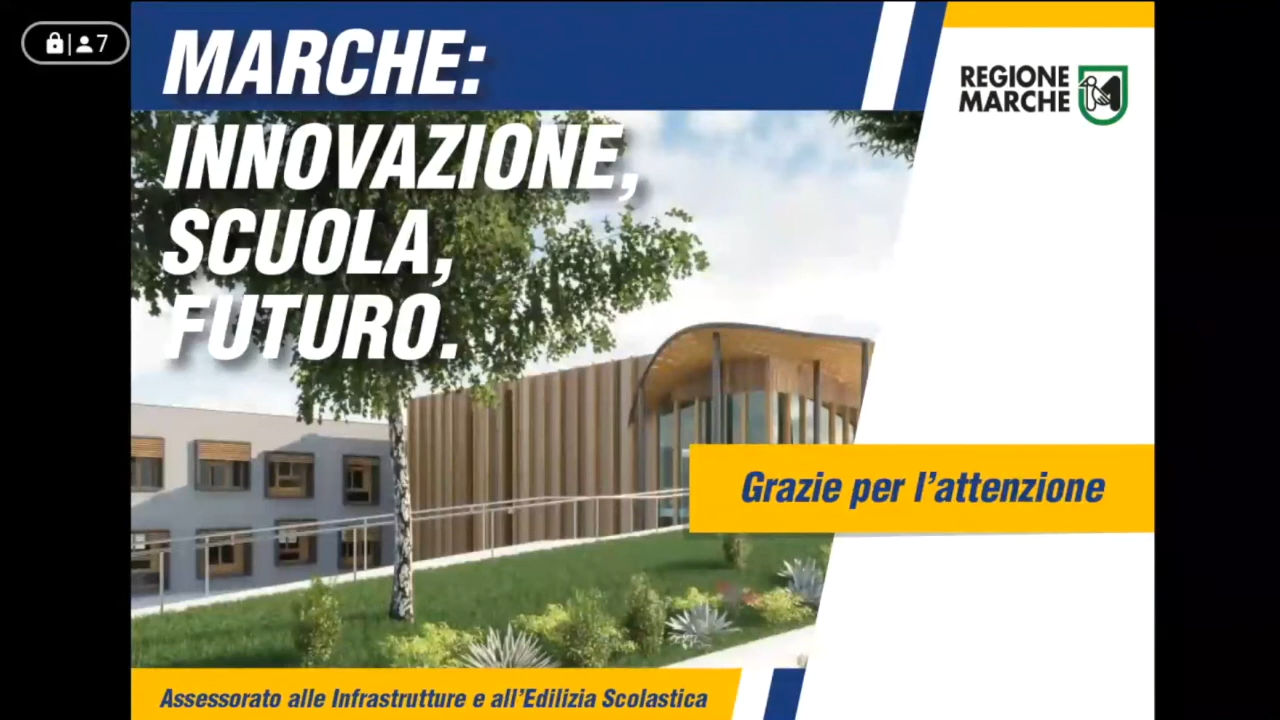 7
MARCHE:
INNOVAZIONE,
SCUOLA,
FUTURO.
REGIONE
MARCHE
Grazie per l’attenzione
Assessorato alle Infrastrutture e all’Edilizia Scolastica